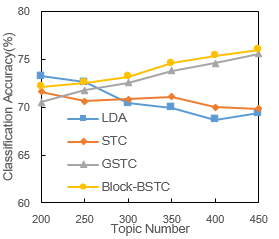 80
75
70
65
60
Classification Accuracy(%)
LDA
STC
GSTC
Block-BSTC
200 250 300 350 400 450
Topic Number